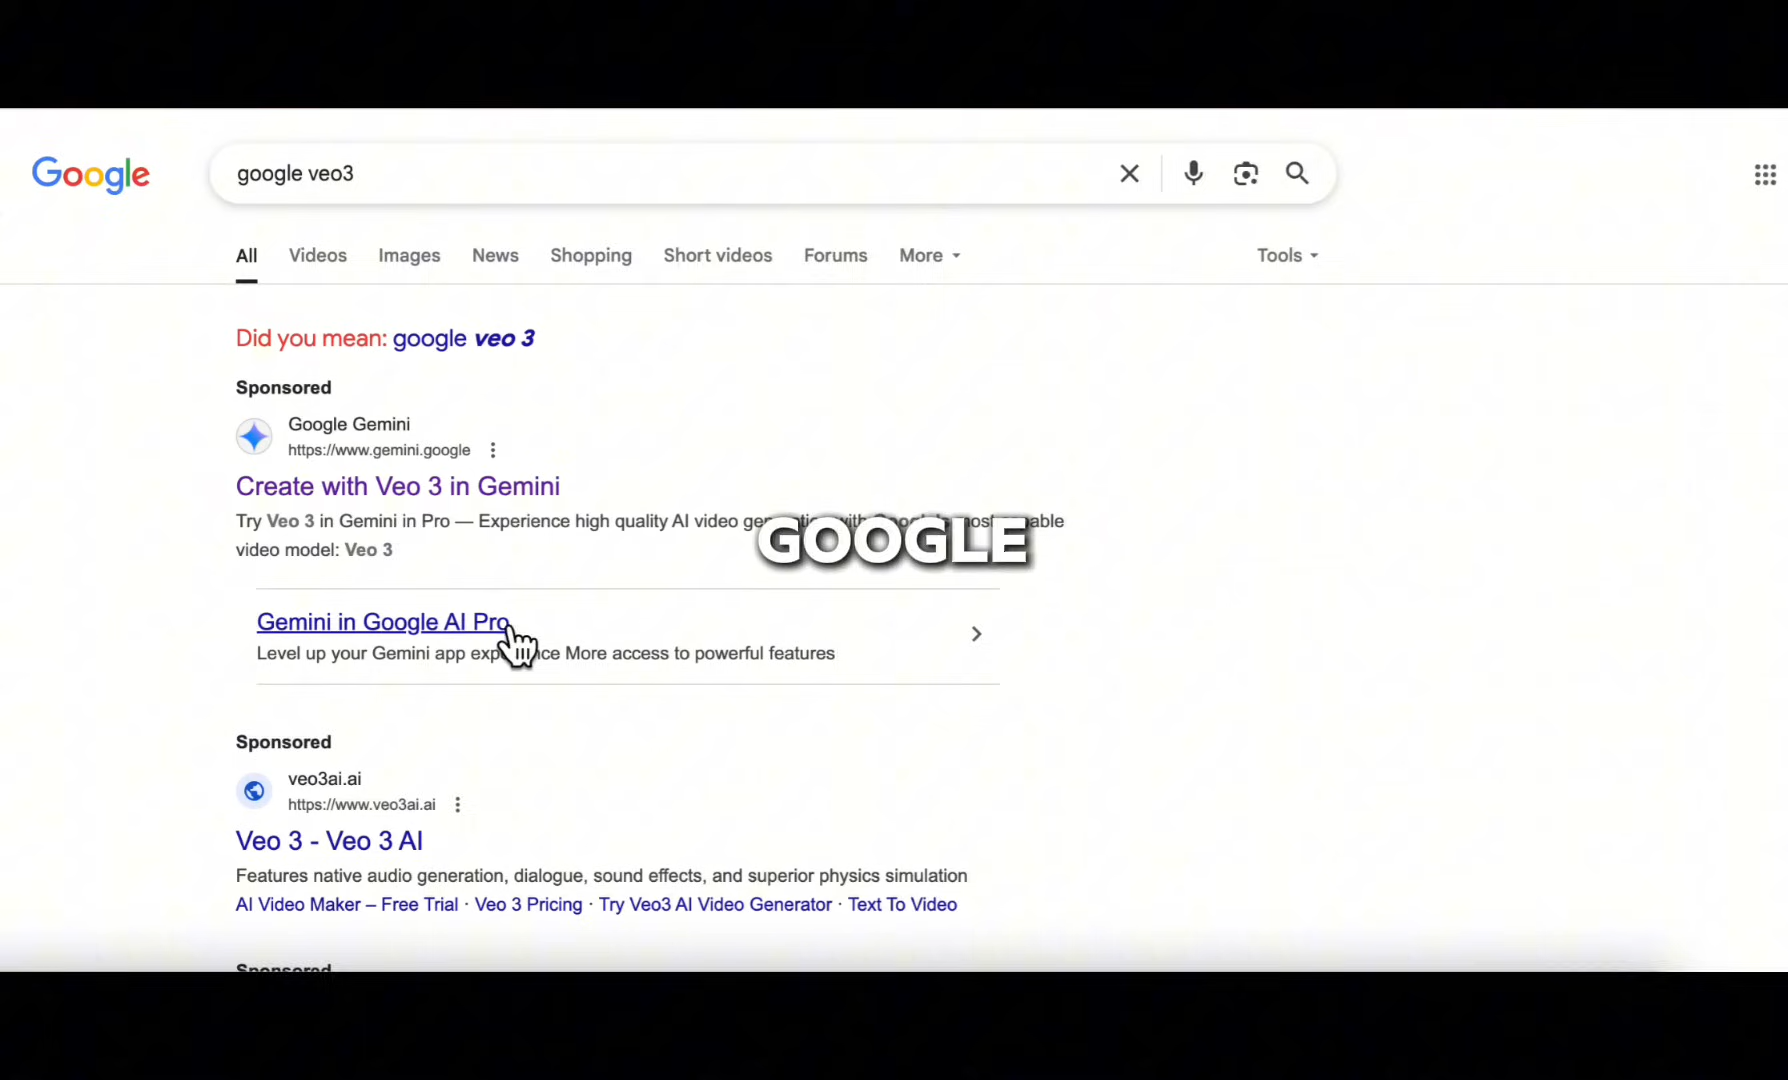 Google
google veo3
All Videos Images News Shopping Short videos Forums More Tools
Did you mean: google veo 3
Sponsored
Google Gemini
https://www.gemini.google
Create with Veo 3 in Gemini
Try Veo 3 in Gemini in Pro — Experience high quality AI video
video model: Veo 3
GOOGLE
Gemini in Google AI Pro
Level up your Gemini app More access to powerful features
Sponsored
veo3ai.ai
https://www.veo3ai.ai
Veo 3 - Veo 3 AI
Features native audio generation, dialogue, sound effects, and superior physics simulation
AI Video Maker – Free Trial · Veo 3 Pricing · Try Veo3 AI Video Generator · Text To Video
Sponsored